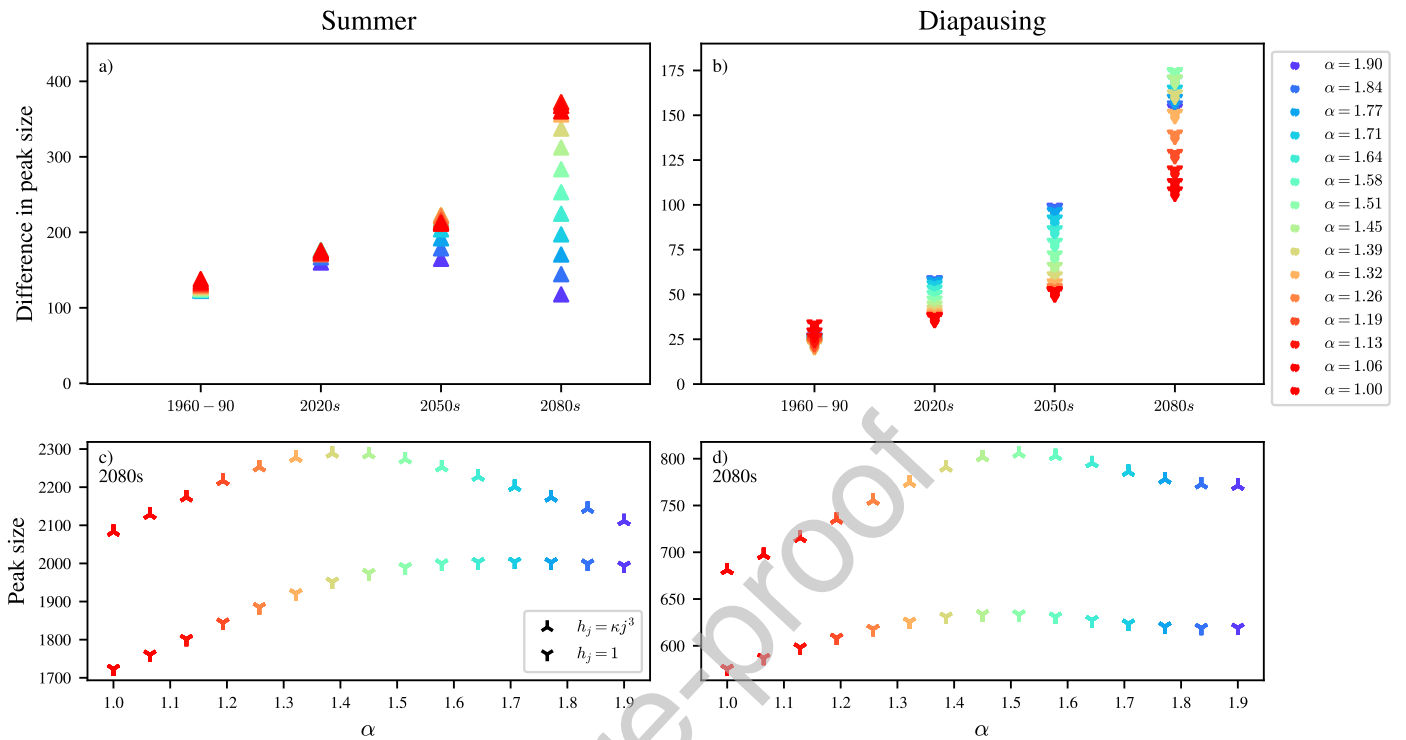 Summer
Diapausing
a)
b)
Difference in peak size
400
300
200
100
0
1960 − 90
2020s
2050s
2080s
175
150
125
100
75
50
25
0
1960 − 90
2020s
2050s
2080s
α = 1.90
α = 1.84
α = 1.77
α = 1.71
α = 1.64
α = 1.58
α = 1.51
α = 1.45
α = 1.39
α = 1.32
α = 1.26
α = 1.19
α = 1.13
α = 1.06
α = 1.00
c)
2080s
Peak size
2300
2200
2100
2000
1900
1800
1700
h_j = κj³
h_j = 1
1.0 1.1 1.2 1.3 1.4 1.5 1.6 1.7 1.8 1.9
α
d)
2080s
800
750
700
650
600
1.0 1.1 1.2 1.3 1.4 1.5 1.6 1.7 1.8 1.9
α
e-proof